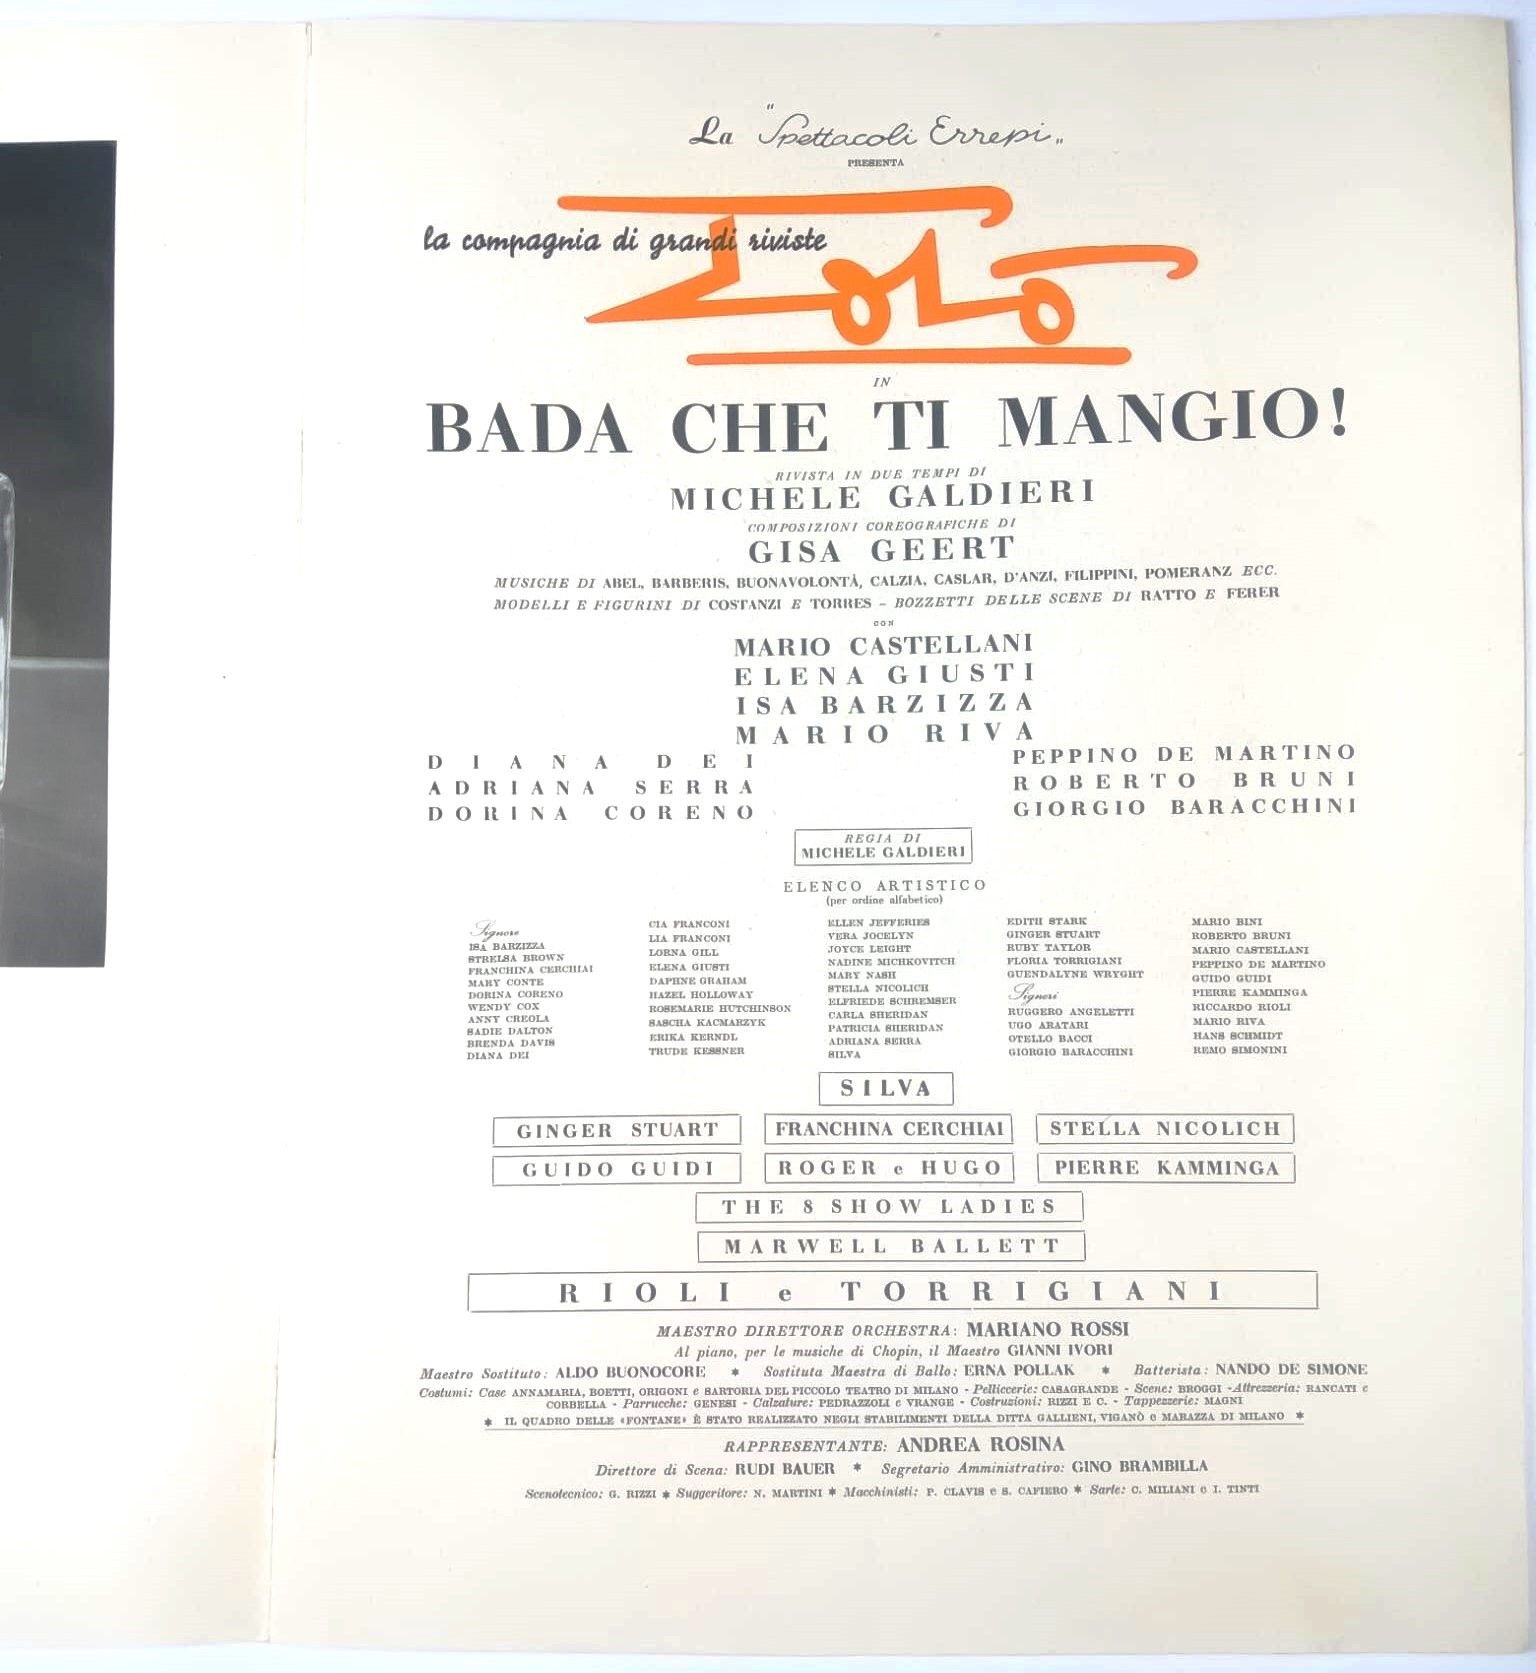 La "Spettacoli Errepi"
PRESENTA
la compagnia di grandi riviste
Totò
IN
BADA CHE TI MANGIO!
RIVISTA IN DUE TEMPI DI
MICHELE GALDIERI
COMPOSIZIONI COREOGRAFICHE DI
GISA GEERT
MUSICHE DI ABEL, BARBERIS, BUONAVOLONTÀ, CALZIA, CASLAR, D'ANZI, FILIPPINI, POMERANZ ECC.
MODELLI E FIGURINI DI COSTANZI E TORRES - BOZZETTI DELLE SCENE DI RATTO E FERER
CON
MARIO CASTELLANI
ELENA GIUSTI
ISA BARZIZZA
MARIO RIVA
DIANA DEI
ADRIANA SERRA
DORINA CORENO
PEPPINO DE MARTINO
ROBERTO BRUNI
GIORGIO BARACCHINI
REGIA DI
MICHELE GALDIERI
ELENCO ARTISTICO
(per ordine alfabetico)
Signore
ISA BARZIZZA
STRELSA BROWN
FRANCHINA CERCHIAI
MARY CONTE
DORINA CORENO
WENDY COX
ANNY CREOLA
SADIE DALTON
BRENDA DAVIS
DIANA DEI
CIA FRANCONI
LIA FRANCONI
LORNA GILL
ELENA GIUSTI
DAPHNE GRAHAM
HAZEL HOLLOWAY
ROSEMARIE HUTCHINSON
SASCHA KACMARZYK
ERIKA KERNDL
TRUDE KESSNER
ELLEN JEFFERIES
VERA JOCELYN
JOYCE LEIGHT
NADINE MICHKOVITCH
MARY NASH
STELLA NICOLICH
ELFRIEDE SCHREMSER
CARLA SHERIDAN
PATRICIA SHERIDAN
ADRIANA SERRA
SILVA
EDITH STARK
GINGER STUART
RUBY TAYLOR
FLORIA TORRIGIANI
GUENDALYNE WRYGHT
Signori
RUGGERO ANGELETTI
UGO ARATARI
OTELLO BACCI
GIORGIO BARACCHINI
MARIO BINI
ROBERTO BRUNI
MARIO CASTELLANI
PEPPINO DE MARTINO
GUIDO GUIDI
PIERRE KAMMINGA
RICCARDO RIOLI
MARIO RIVA
HANS SCHMIDT
REMO SIMONINI
SILVA
GINGER STUART FRANCHINA CERCHIAI STELLA NICOLICH
GUIDO GUIDI ROGER e HUGO PIERRE KAMMINGA
THE 8 SHOW LADIES
MARWELL BALLETT
RIOLI e TORRIGIANI
MAESTRO DIRETTORE ORCHESTRA: MARIANO ROSSI
Al piano, per le musiche di Chopin, il Maestro GIANNI IVORI
Maestro Sostituto: ALDO BUONOCORE * Sostituta Maestra di Ballo: ERNA POLLAK * Batterista: NANDO DE SIMONE
Costumi: Case ANNAMARIA, BOETTI, ORIGONI e SARTORIA DEL PICCOLO TEATRO DI MILANO - Pelliccerie: CASAGRANDE - Scene: BROGGI - Attrezzeria: RANCATI e
CORBELLA - Parrucche: GENESI - Calzature: PEDRAZZOLI e VRANGE - Costruzioni: RIZZI E C. - Tappezzerie: MAGNI
* IL QUADRO DELLE «FONTANE» È STATO REALIZZATO NEGLI STABILIMENTI DELLA DITTA GALLIENI, VIGANÒ e MARAZZA DI MILANO *
RAPPRESENTANTE: ANDREA ROSINA
Direttore di Scena: RUDI BAUER * Segretario Amministrativo: GINO BRAMBILLA
Scenotecnico: G. RIZZI * Suggeritore: N. MARTINI * Macchinisti: P. CLAVIS e S. CAFIERO * Sarte: C. MILIANI e I. TINTI